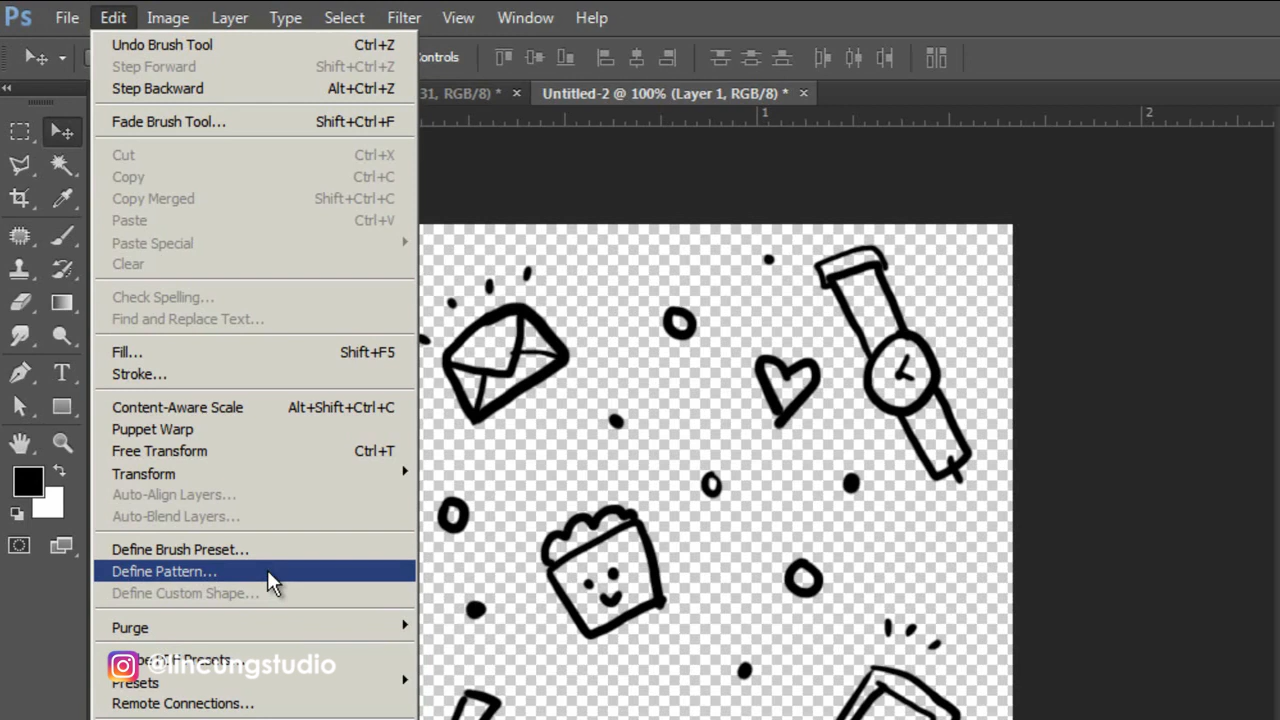 Ps File Edit Image Layer Type Select Filter View Window Help
Undo Brush Tool Ctrl+Z
Step Forward Shift+Ctrl+Z
Step Backward Alt+Ctrl+Z
Fade Brush Tool... Shift+Ctrl+F
Cut Ctrl+X
Copy Ctrl+C
Copy Merged Shift+Ctrl+C
Paste Ctrl+V
Paste Special
Clear
Check Spelling...
Find and Replace Text...
Fill... Shift+F5
Stroke...
Content-Aware Scale Alt+Shift+Ctrl+C
Puppet Warp
Free Transform Ctrl+T
Transform
Auto-Align Layers...
Auto-Blend Layers...
Define Brush Preset...
Define Pattern...
Define Custom Shape...
Purge
Presets...
@lihcungstudio
Presets
Remote Connections...
Controls
31, RGB/8) * ×
Untitled-2 @ 100% (Layer 1, RGB/8) * ×
1 2
T